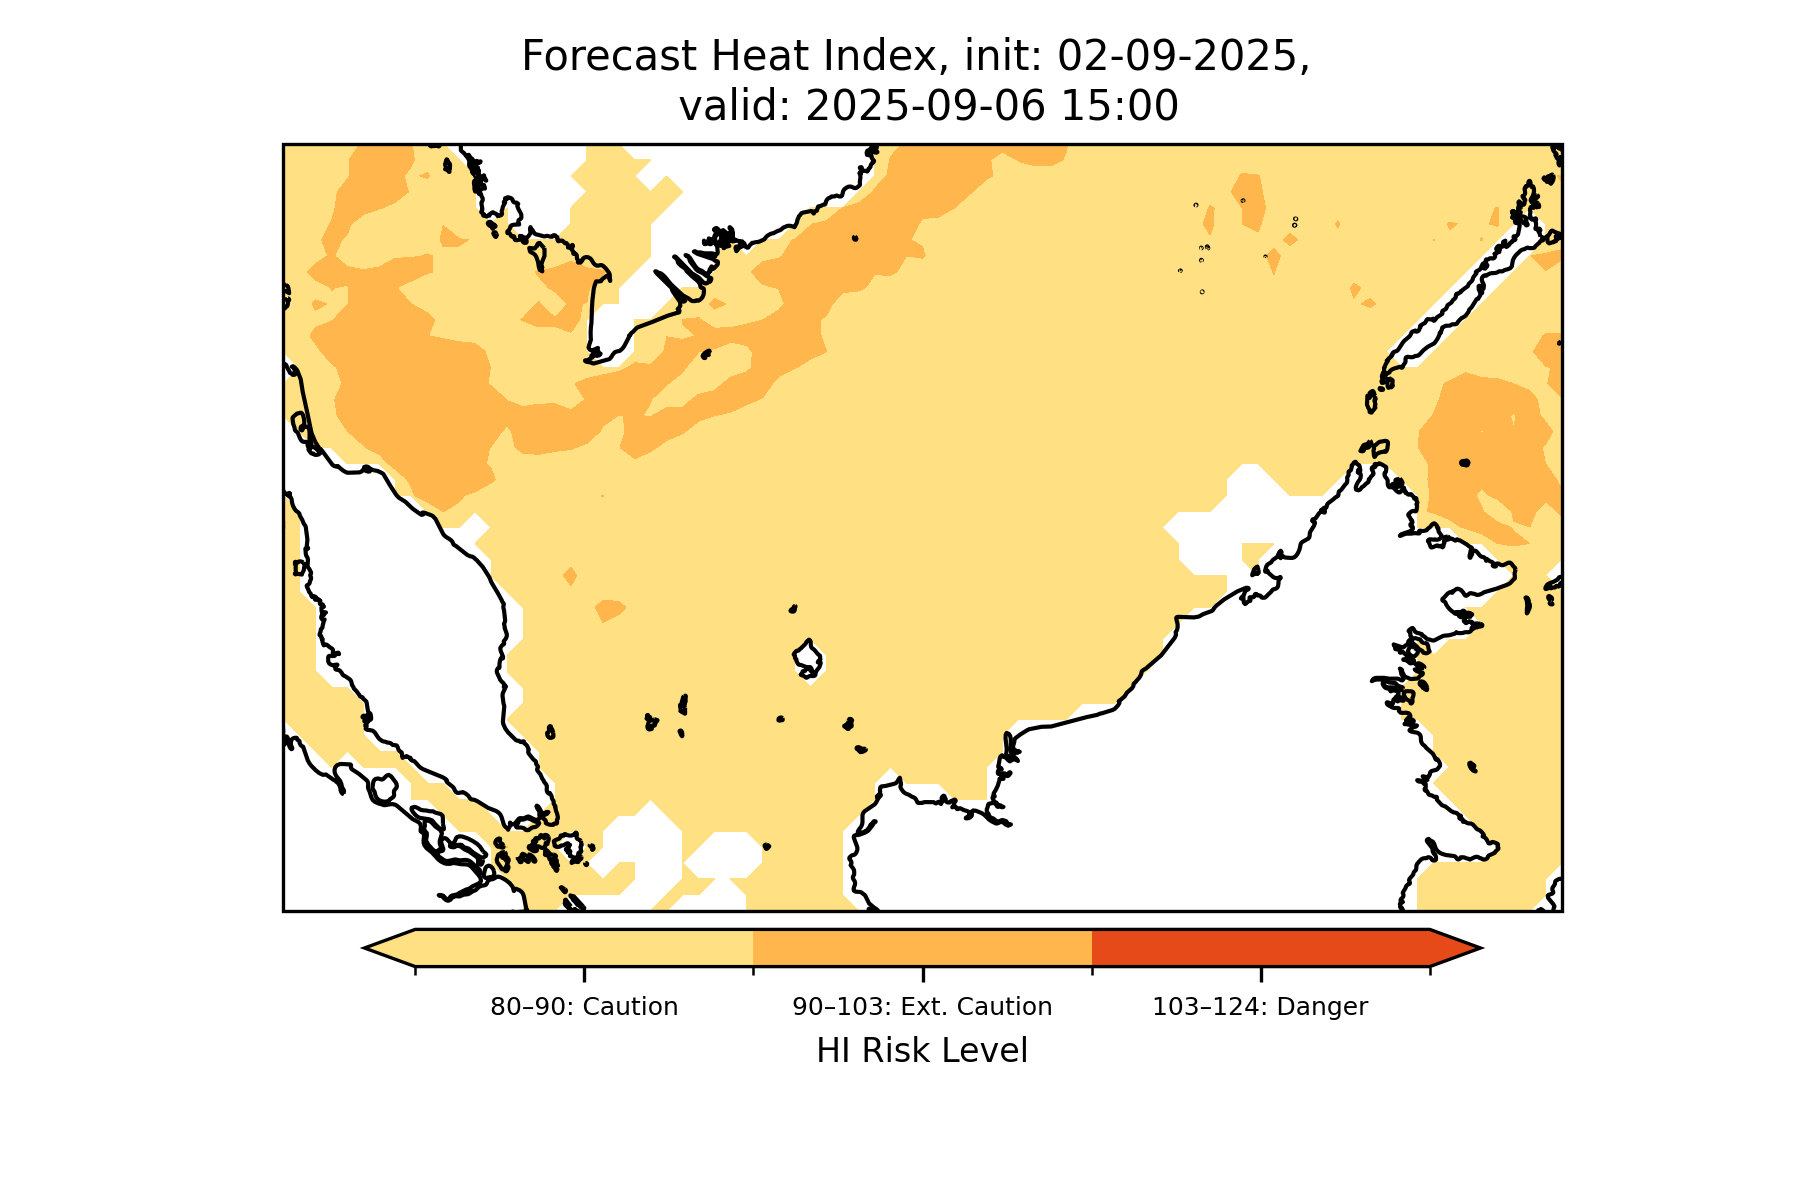 Forecast Heat Index, init: 02-09-2025,
valid: 2025-09-06 15:00
80–90: Caution
90–103: Ext. Caution
103–124: Danger
HI Risk Level